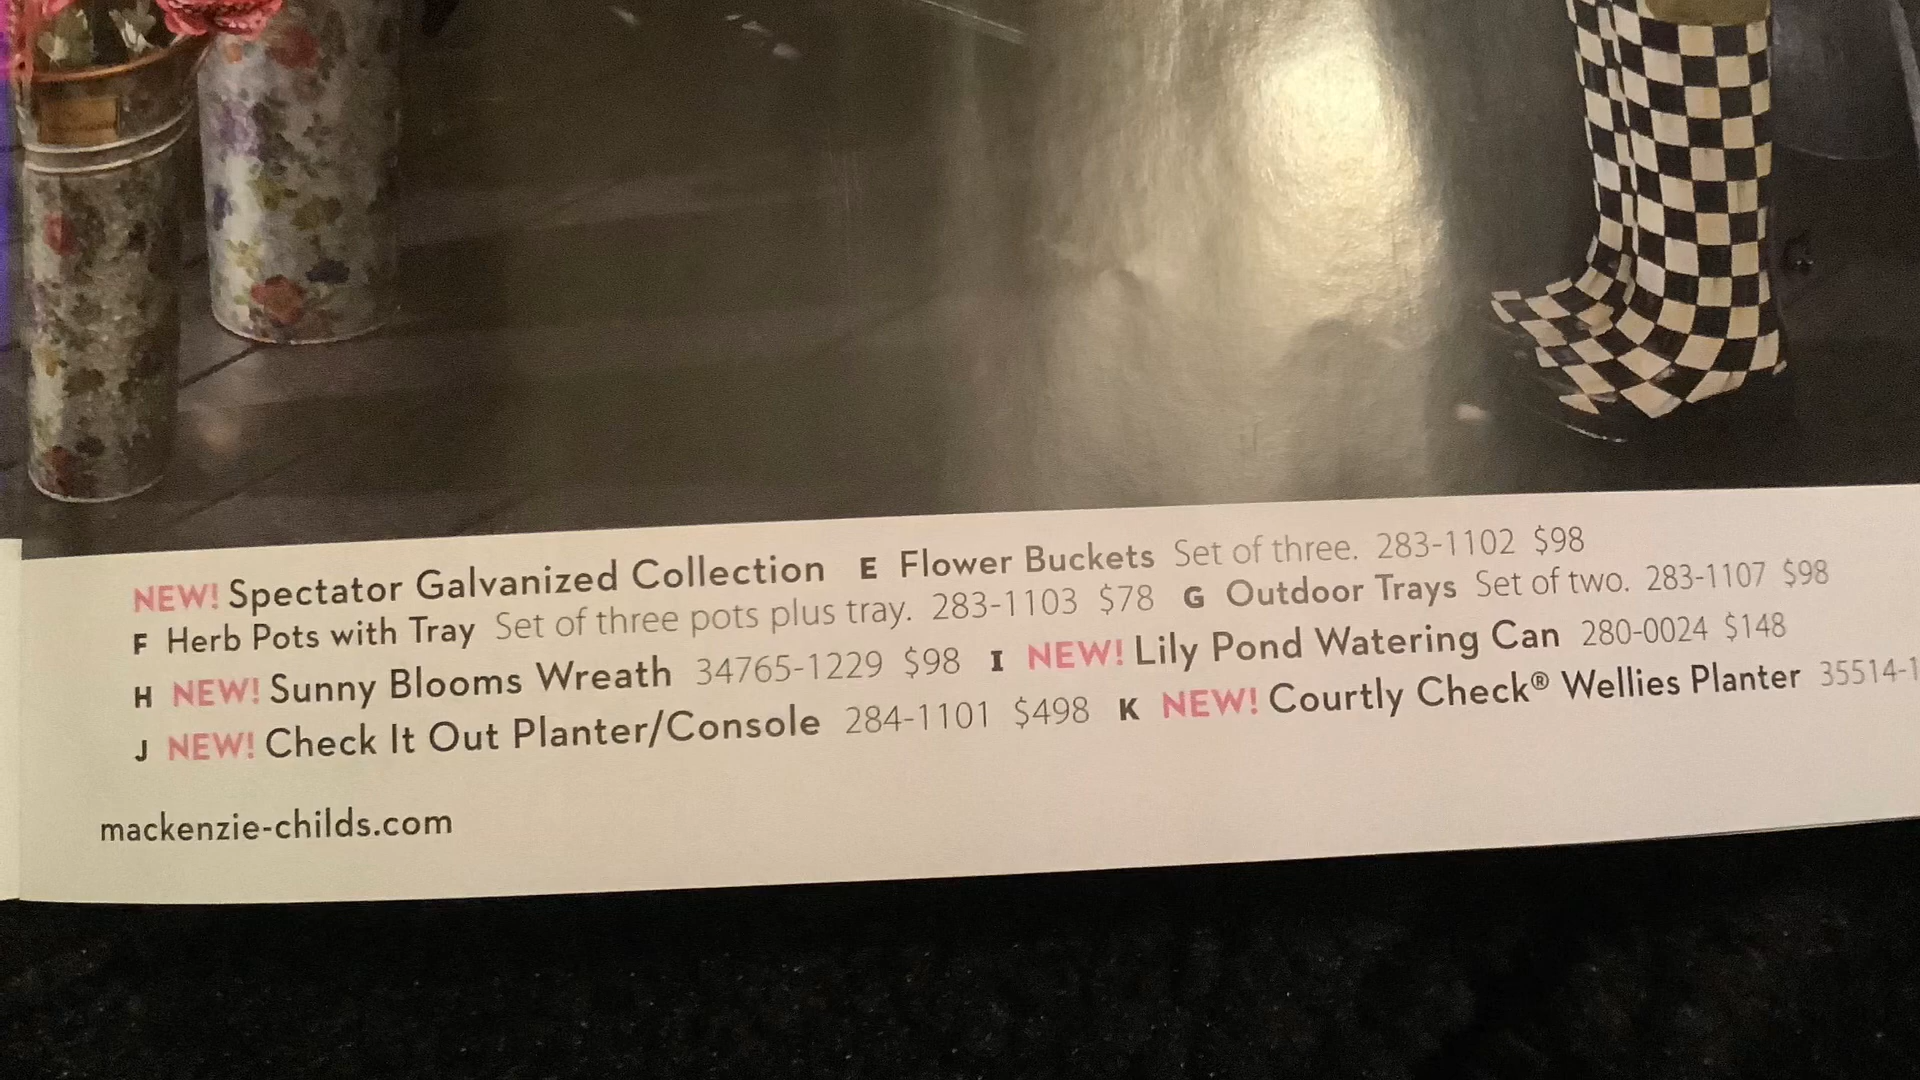 NEW! Spectator Galvanized Collection E Flower Buckets Set of three. 283-1102 $98
F Herb Pots with Tray Set of three pots plus tray. 283-1103 $78 G Outdoor Trays Set of two. 283-1107 $98
H NEW! Sunny Blooms Wreath 34765-1229 $98 I NEW! Lily Pond Watering Can 280-0024 $148
J NEW! Check It Out Planter/Console 284-1101 $498 K NEW! Courtly Check® Wellies Planter 35514-1
mackenzie-childs.com